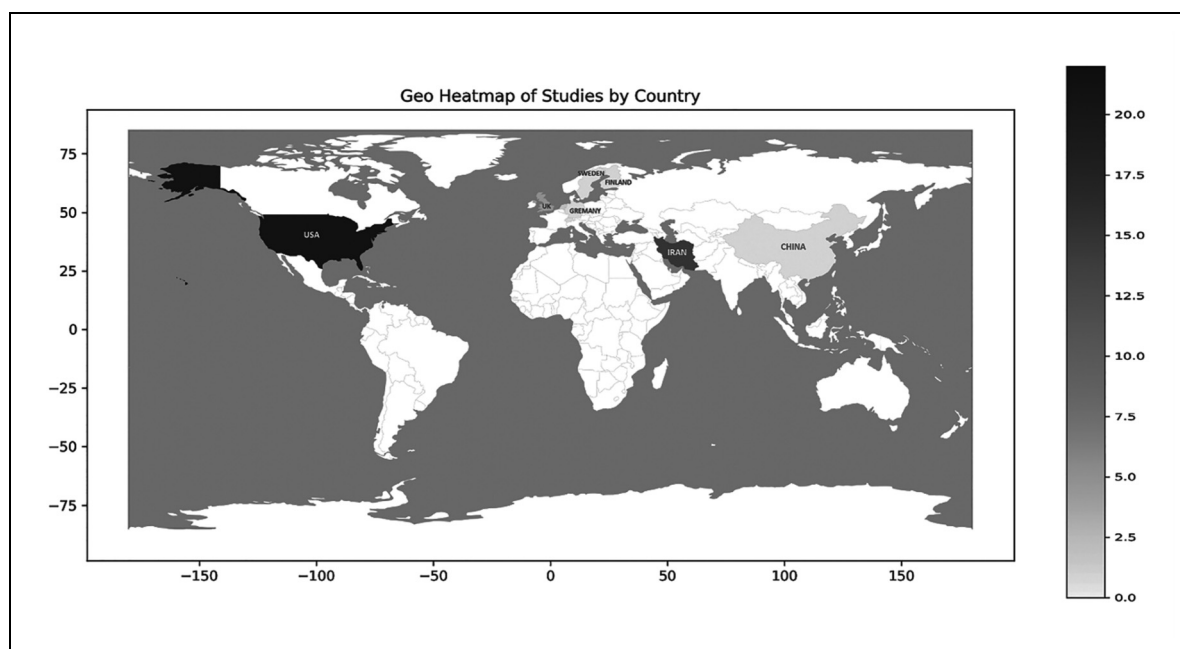 Geo Heatmap of Studies by Country
75
50
25
0
−25
−50
−75
SWEDEN
FINLAND
UK
GREMANY
USA
IRAN
CHINA
−150
−100
−50
0
50
100
150
20.0
17.5
15.0
12.5
10.0
7.5
5.0
2.5
0.0